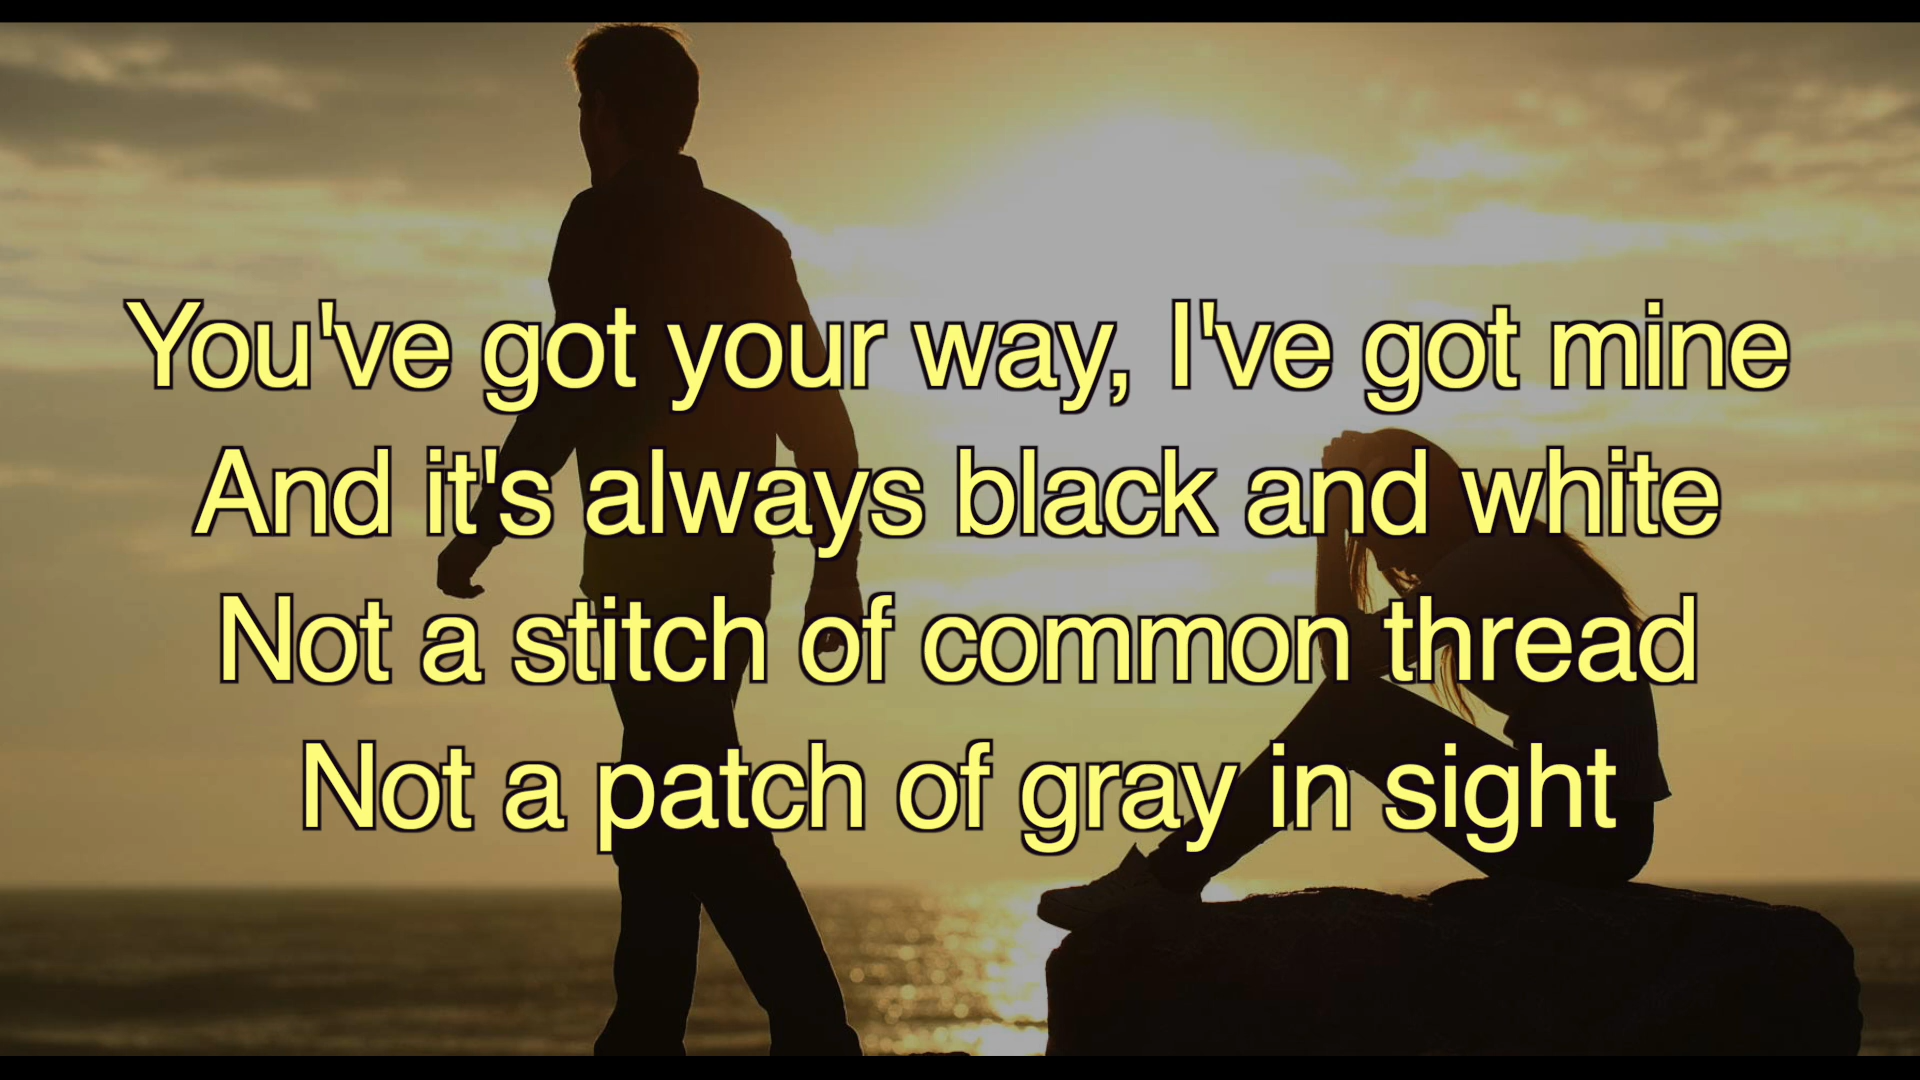 You've got your way, I've got mine
And it's always black and white
Not a stitch of common thread
Not a patch of gray in sight